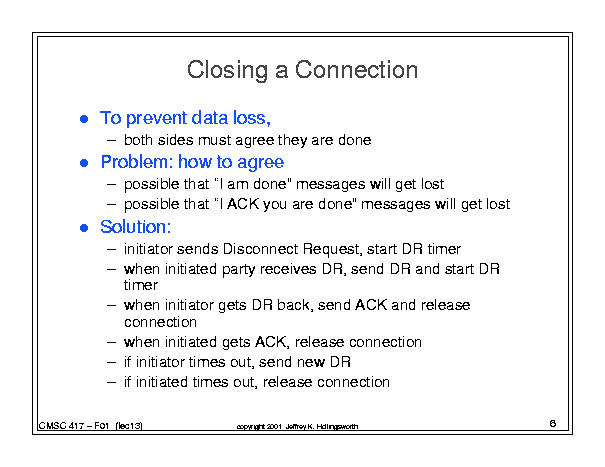 Closing a Connection
● To prevent data loss,
– both sides must agree they are done
● Problem: how to agree
– possible that "I am done" messages will get lost
– possible that "I ACK you are done" messages will get lost
● Solution:
– initiator sends Disconnect Request, start DR timer
– when initiated party receives DR, send DR and start DR
timer
– when initiator gets DR back, send ACK and release
connection
– when initiated gets ACK, release connection
– if initiator times out, send new DR
– if initiated times out, release connection
CMSC 417 – F01 (lec13)
copyright 2001 Jeffrey K. Hollingsworth
6